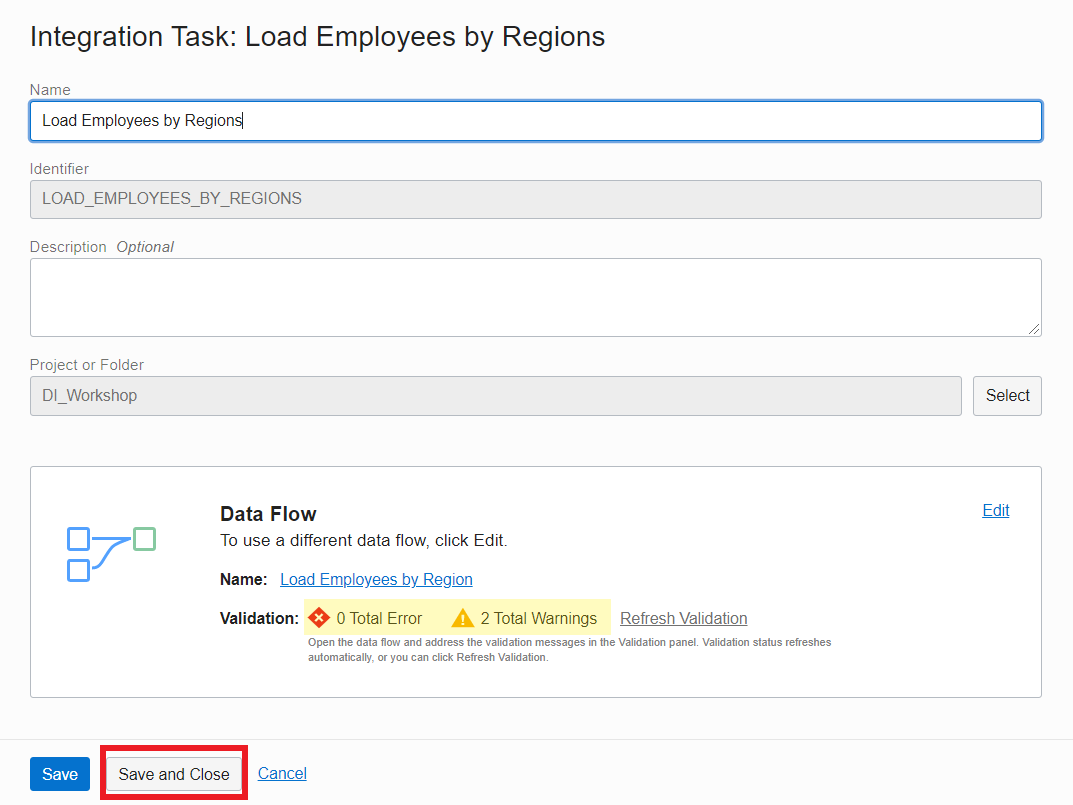 Integration Task: Load Employees by Regions
Name
Load Employees by Regions
Identifier
LOAD_EMPLOYEES_BY_REGIONS
Description Optional
Project or Folder
DI_Workshop
Select
Data Flow
Edit
To use a different data flow, click Edit.
Name: Load Employees by Region
Validation: 0 Total Error 2 Total Warnings Refresh Validation
Open the data flow and address the validation messages in the Validation panel. Validation status refreshes
automatically, or you can click Refresh Validation.
Save Save and Close Cancel